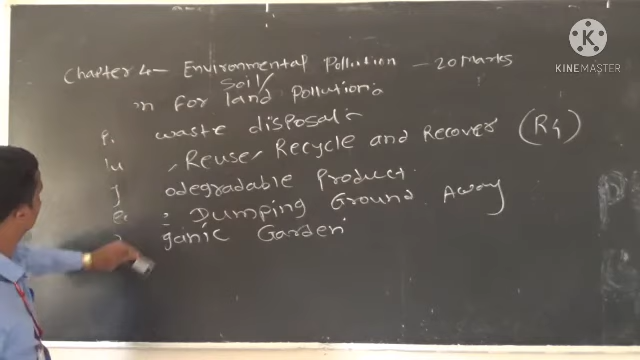 Chapter 4- Environmental Pollution - 20 Marks
soil/
n for land Pollution:
waste disposal:
, Reuse, Recycle and Recover (R4)
odegradable Product.
: Dumping Ground Away
ganic Garden
KINEMASTER